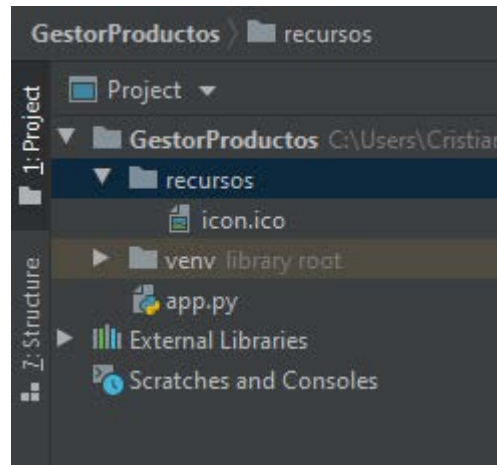 GestorProductos recursos
Project
1: Project
GestorProductos C:\Users\Cristian
recursos
icon.ico
venv library root
app.py
7: Structure
External Libraries
Scratches and Consoles